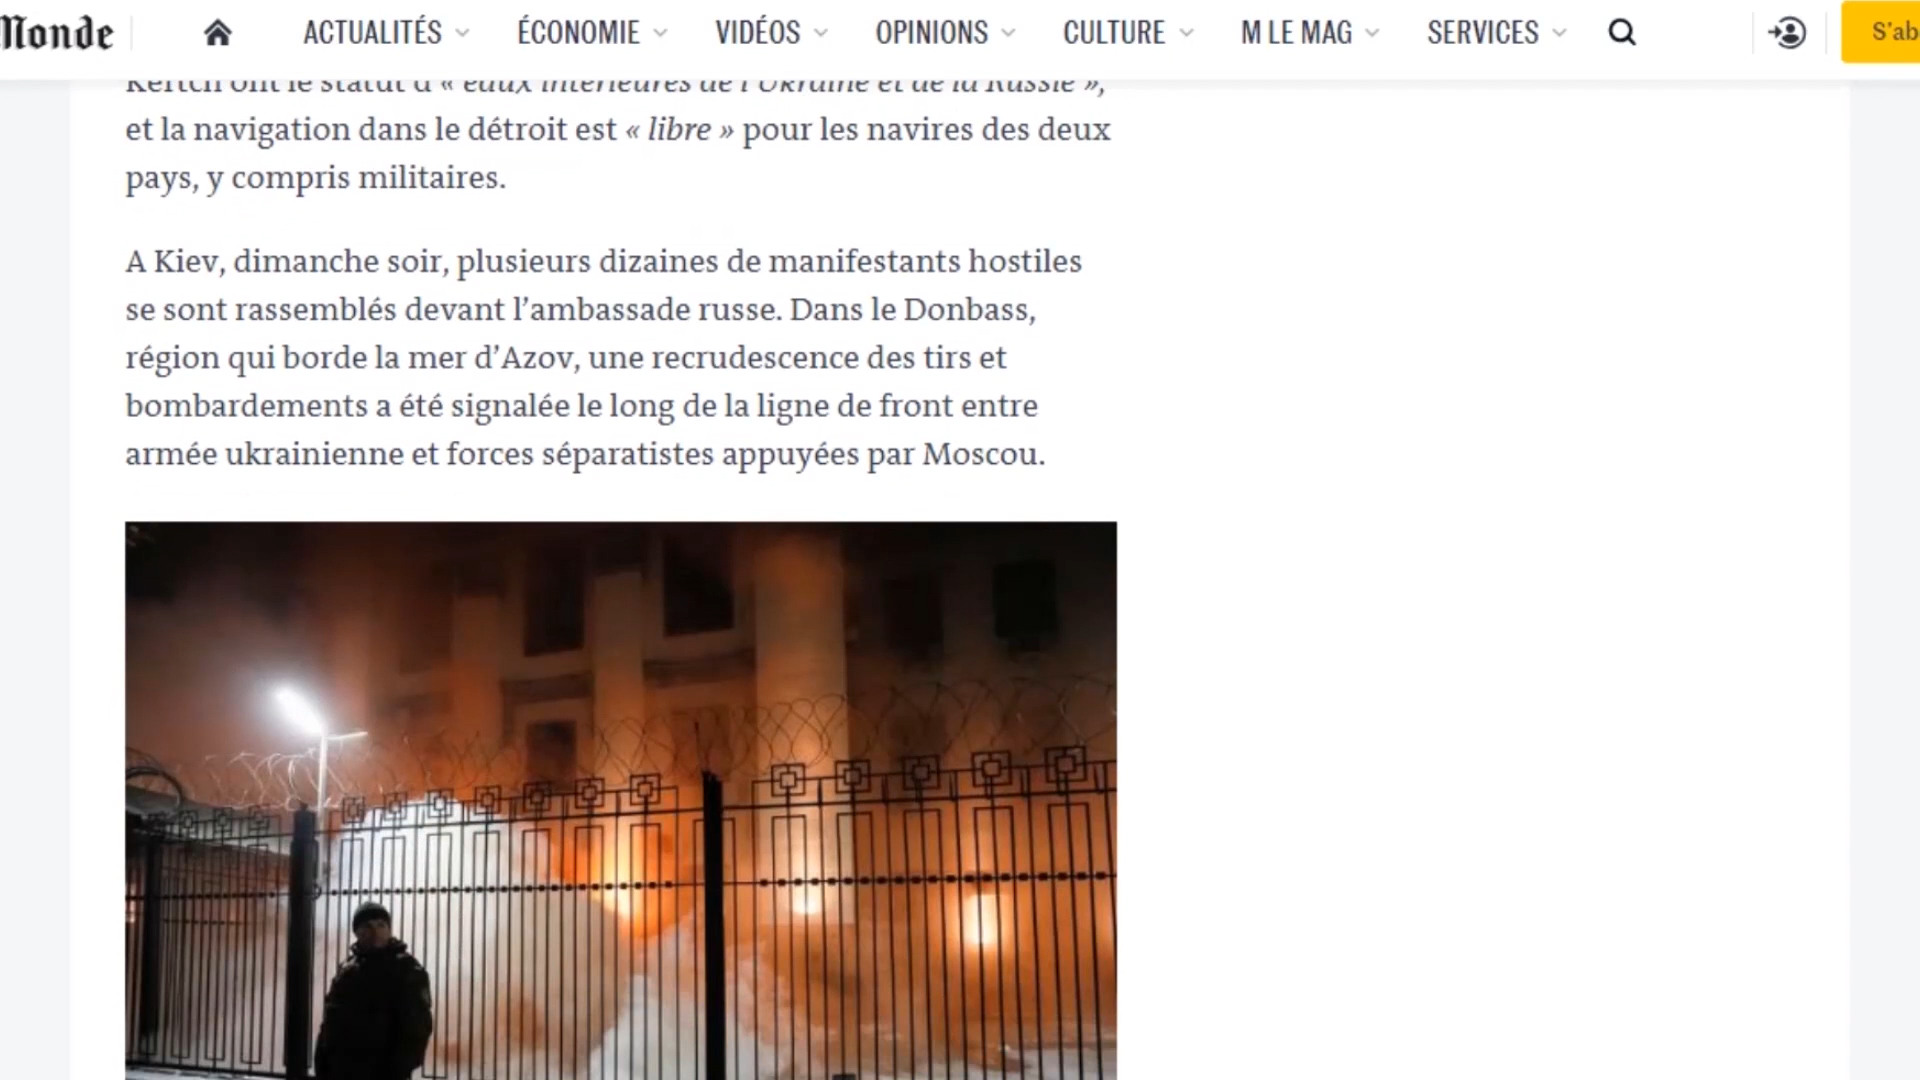 Monde
ACTUALITÉS ÉCONOMIE VIDÉOS OPINIONS CULTURE M LE MAG SERVICES S'ab
Kertch ont le statut d'« eaux intérieures de l'Ukraine et de la Russie »,
et la navigation dans le détroit est « libre » pour les navires des deux
pays, y compris militaires.
A Kiev, dimanche soir, plusieurs dizaines de manifestants hostiles
se sont rassemblés devant l’ambassade russe. Dans le Donbass,
région qui borde la mer d’Azov, une recrudescence des tirs et
bombardements a été signalée le long de la ligne de front entre
armée ukrainienne et forces séparatistes appuyées par Moscou.